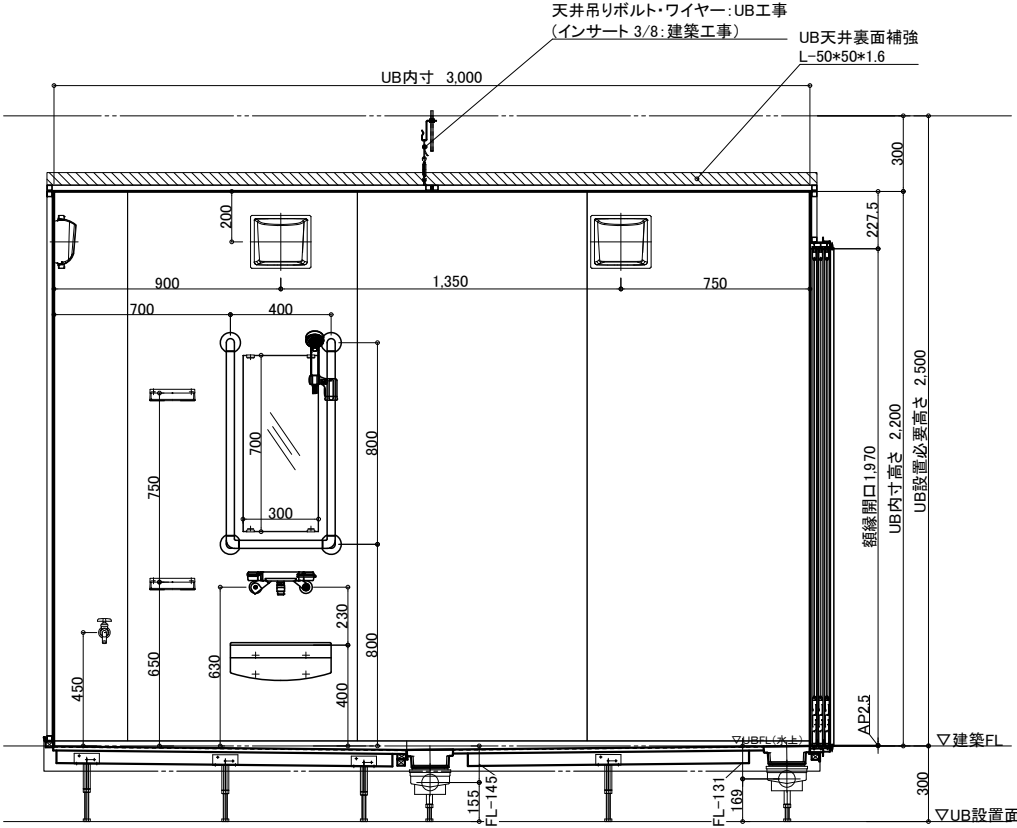 天井吊りボルト・ワイヤー：UB工事
(インサート 3/8：建築工事)
UB天井裏面補強
L-50*50*1.6
UB内寸 3,000
300
200
227.5
900
1,350
750
700
400
700
300
800
750
額縁開口1,970
UB内寸高さ 2,200
UB設置必要高さ 2,500
450
650
630
230
800
400
AP2.5
▽UBFL(水上)
▽建築FL
155
FL-145
FL-131
169
300
▽UB設置面